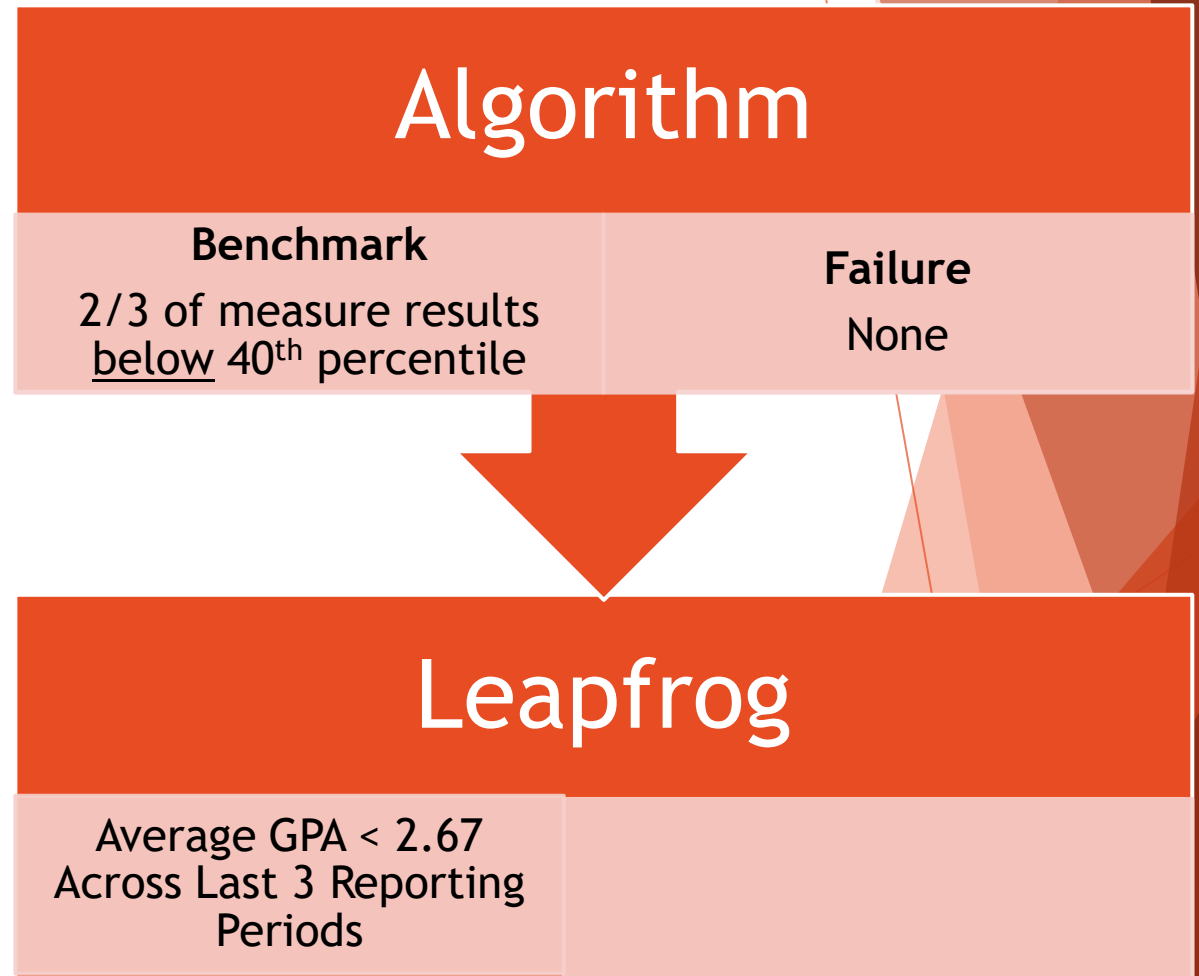 Algorithm
Benchmark
2/3 of measure results
below 40th percentile
Failure
None
Leapfrog
Average GPA < 2.67
Across Last 3 Reporting
Periods